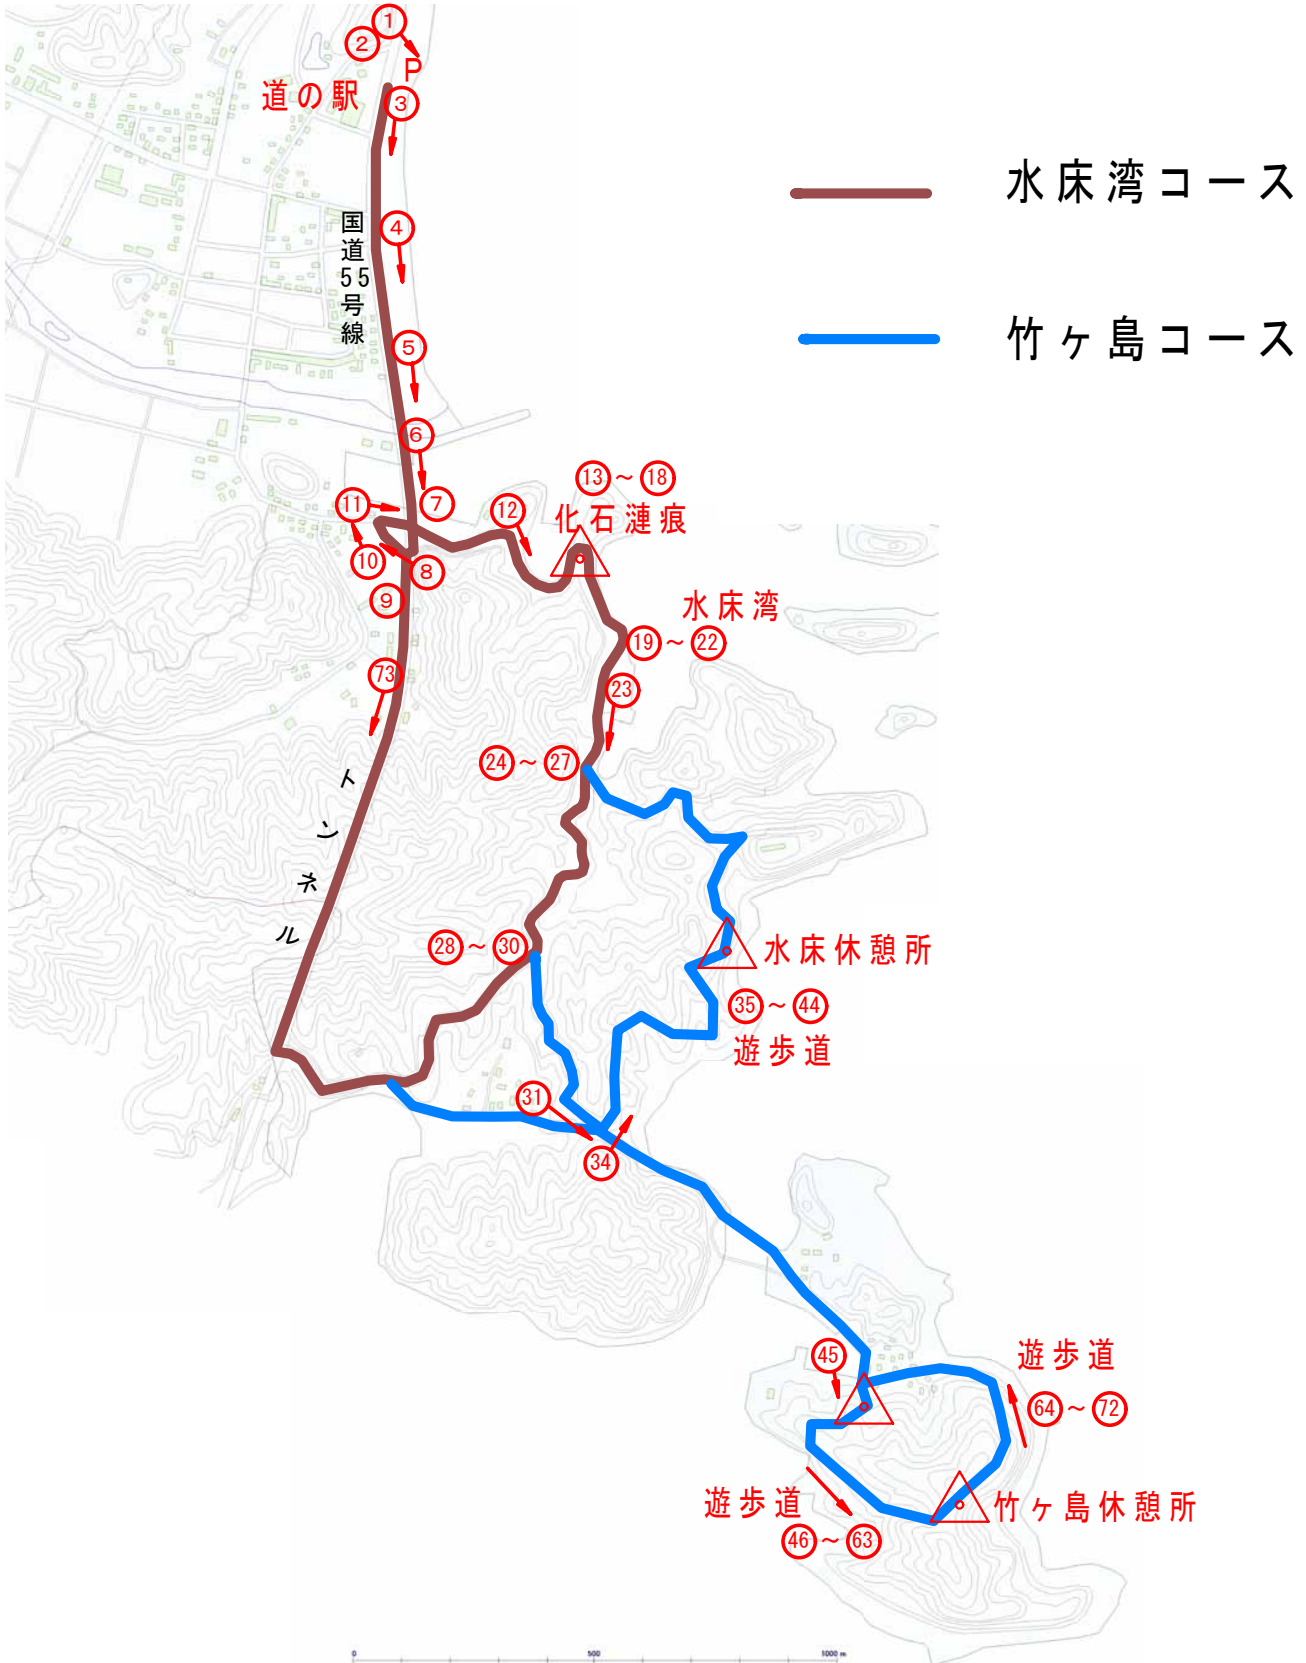 ①
②
P
道の駅
③
水床湾コース
国道55号線
④
竹ヶ島コース
⑤
⑥
⑬～⑱
⑪
⑦
⑫
化石漣痕
⑩
⑧
⑨
水床湾
⑲～㉒
73
㉓
㉔～㉗
トンネル
㉘～㉚
水床休憩所
㉟～㊹
遊歩道
㉛
㉞
㊺
遊歩道
64～72
遊歩道
竹ヶ島休憩所
㊻～63
0 500 1000 m